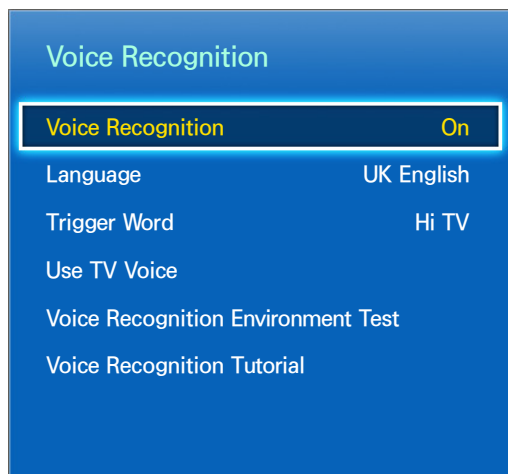 Voice Recognition
Voice Recognition On
Language UK English
Trigger Word Hi TV
Use TV Voice
Voice Recognition Environment Test
Voice Recognition Tutorial